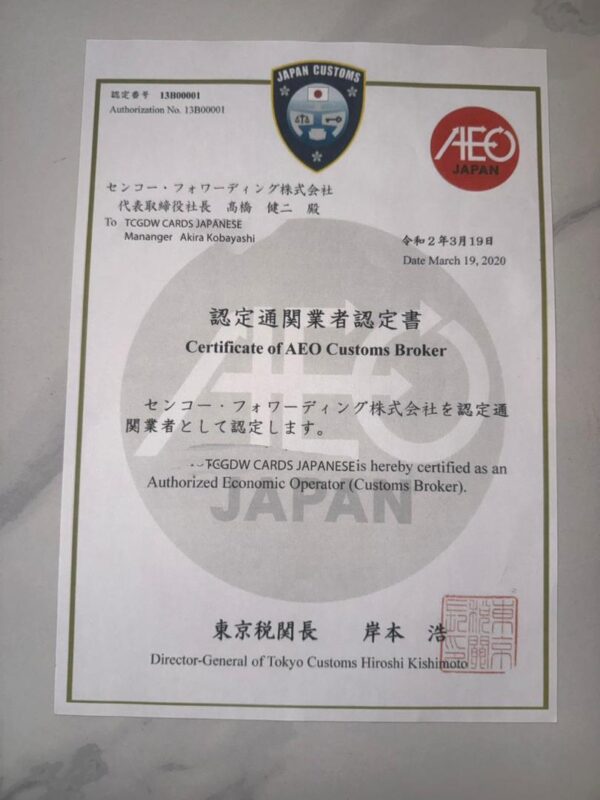 JAPAN CUSTOMS
認定番号 13B00001
Authorization No. 13B00001
AEO
JAPAN
センコー・フォワーディング株式会社
代表取締役社長 髙橋 健二 殿
To TCGDW CARDS JAPANESE
Mananger Akira Kobayashi
令和2年3月19日
Date March 19, 2020
認定通関業者認定書
Certificate of AEO Customs Broker
センコー・フォワーディング株式会社を認定通
関業者として認定します。
TCGDW CARDS JAPANESE is hereby certified as an
Authorized Economic Operator (Customs Broker).
AEO
JAPAN
東京税関長 岸本 浩
Director-General of Tokyo Customs Hiroshi Kishimoto